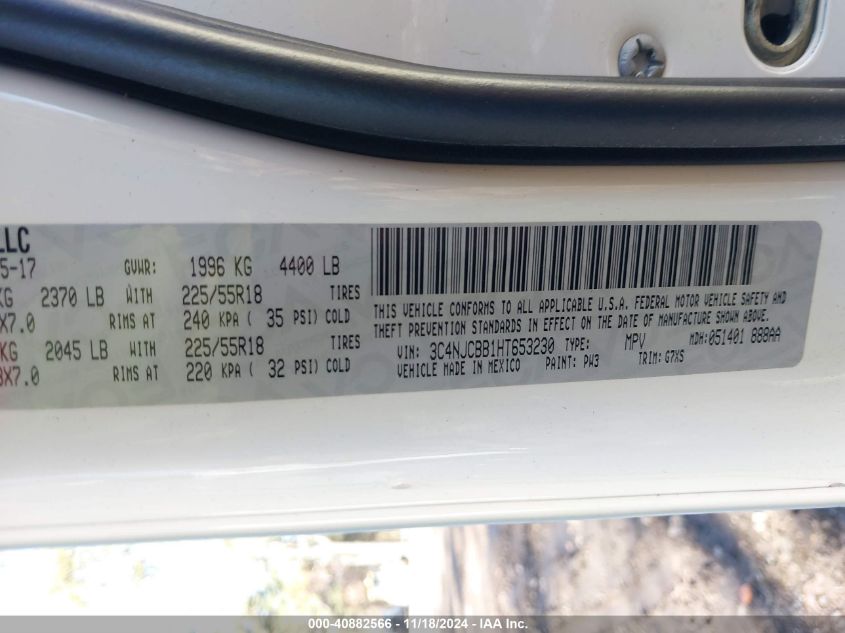 LLC
5-17 GVWR: 1996 KG 4400 LB
KG 2370 LB WITH 225/55R18 TIRES
X7.0 RIMS AT 240 KPA ( 35 PSI) COLD
KG 2045 LB WITH 225/55R18 TIRES
8X7.0 RIMS AT 220 KPA ( 32 PSI) COLD
THIS VEHICLE CONFORMS TO ALL APPLICABLE U.S.A. FEDERAL MOTOR VEHICLE SAFETY AND
THEFT PREVENTION STANDARDS IN EFFECT ON THE DATE OF MANUFACTURE SHOWN ABOVE.
VIN: 3C4NJCBB1HT653230 TYPE: MPV MDH:051401 888AA
VEHICLE MADE IN MEXICO PAINT: PW3 TRIM: G7XS
000-40882566 - 11/18/2024 - IAA Inc.